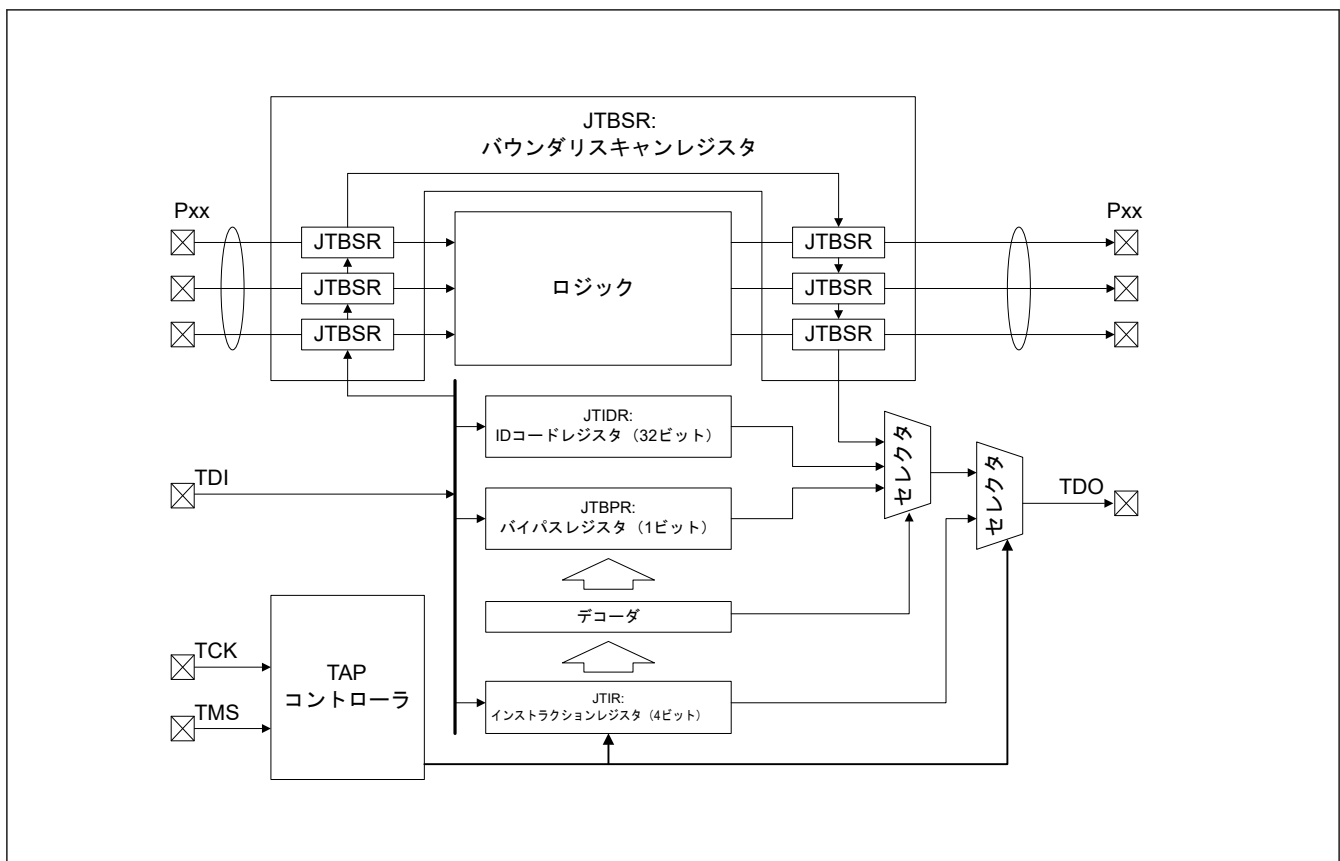 JTBSR:
バウンダリスキャンレジスタ
Pxx
Pxx
JTBSR
JTBSR
JTBSR
ロジック
JTBSR
JTBSR
JTBSR
JTIDR:
IDコードレジスタ（32ビット）
TDI
JTBPR:
バイパスレジスタ（1ビット）
セレクタ
セレクタ
TDO
デコーダ
TCK
TMS
TAP
コントローラ
JTIR:
インストラクションレジスタ（4ビット）